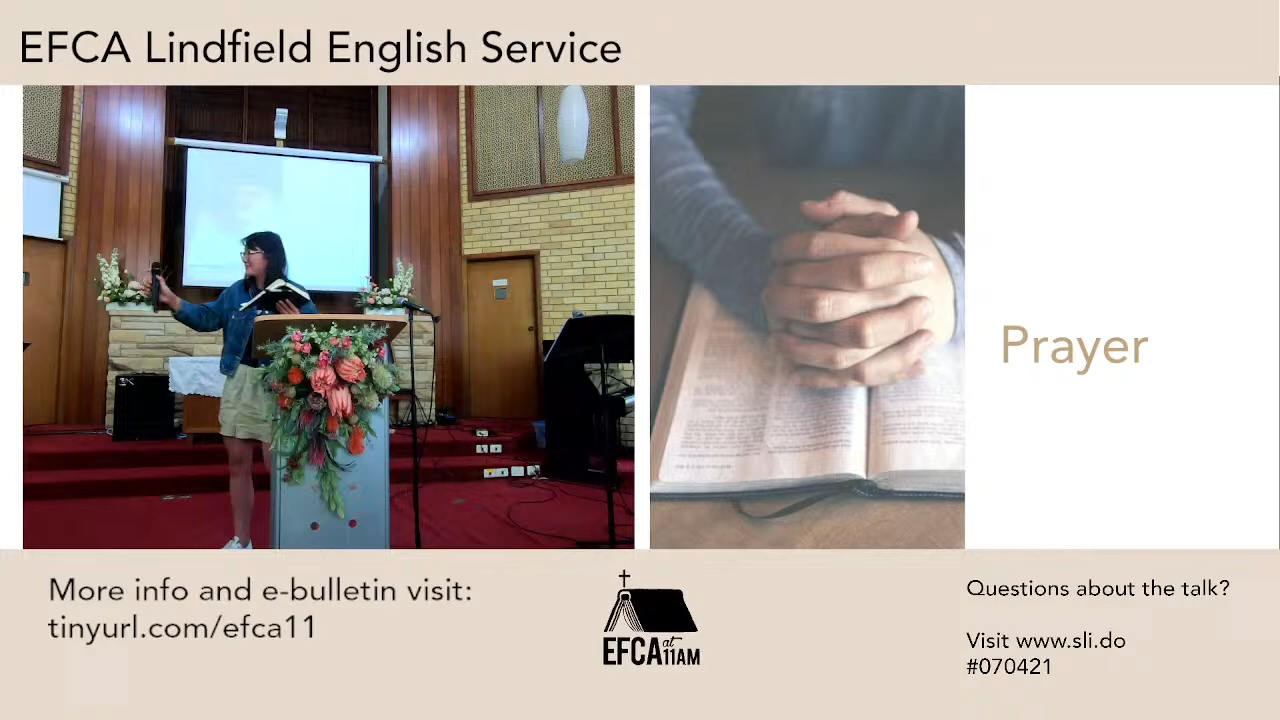 EFCA Lindfield English Service
Prayer
More info and e-bulletin visit:
tinyurl.com/efca11
EFCA at 11AM
Questions about the talk?
Visit www.sli.do
#070421